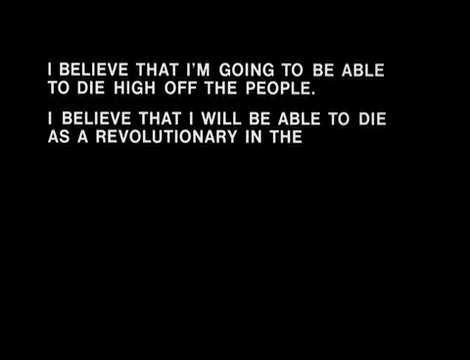 I BELIEVE THAT I'M GOING TO BE ABLE
TO DIE HIGH OFF THE PEOPLE.
I BELIEVE THAT I WILL BE ABLE TO DIE
AS A REVOLUTIONARY IN THE